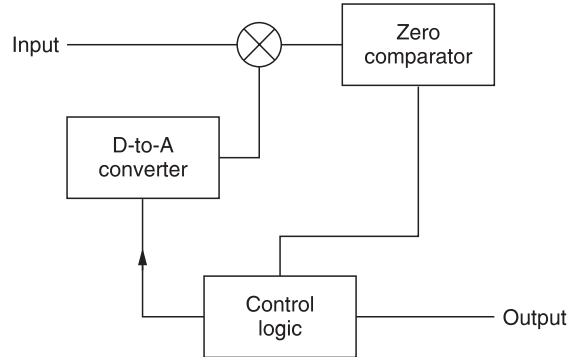 Input
Zero
comparator
D-to-A
converter
Control
logic
Output